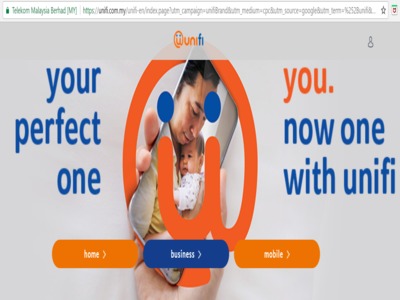 Telekom Malaysia Berhad [MY]
https://unifi.com.my/unifi-en/index.page?utm_campaign=unifiBrand&utm_medium=cpc&utm_source=google&utm_term=%252Bunifi&...
unifi
your
perfect
one
you.
now one
with unifi
home >
business >
mobile >